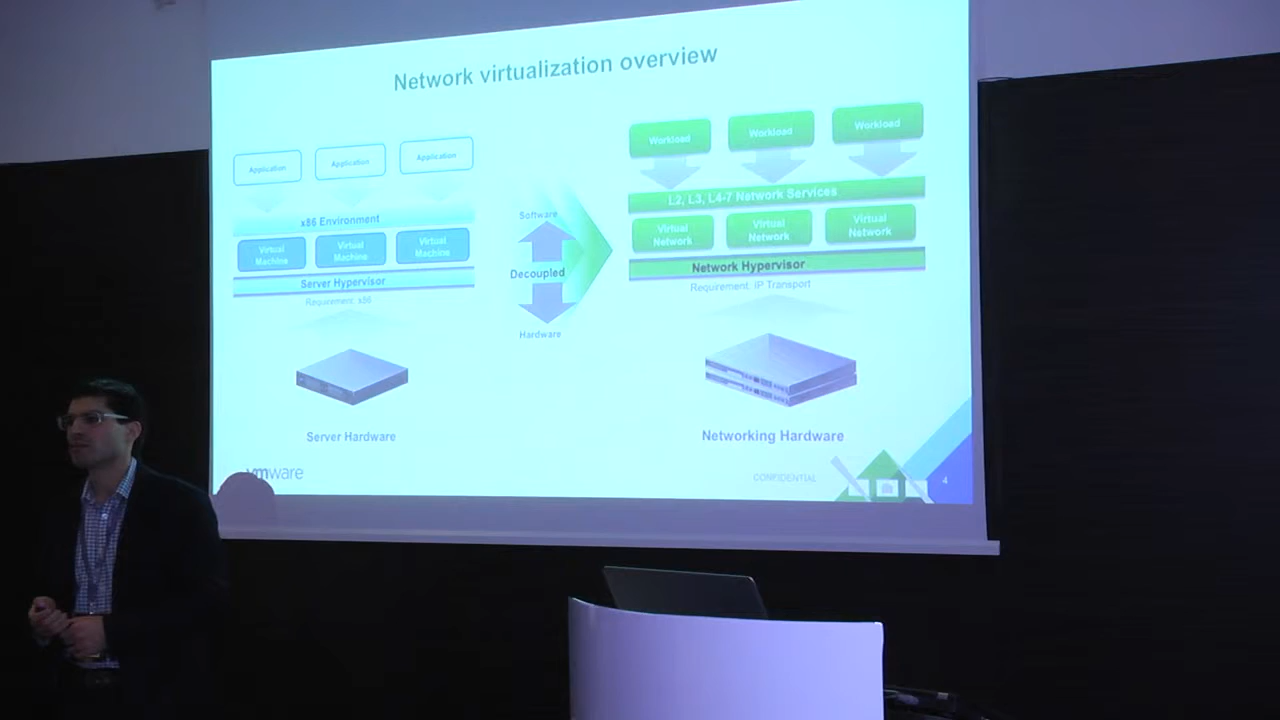 Network virtualization overview
Application
Application
Application
x86 Environment
Virtual
Machine
Virtual
Machine
Virtual
Machine
Server Hypervisor
Requirement: x86
Server Hardware
Software
Decoupled
Hardware
Workload
Workload
Workload
L2, L3, L4-7 Network Services
Virtual
Network
Virtual
Network
Virtual
Network
Network Hypervisor
Requirement: IP Transport
Networking Hardware
vmware
CONFIDENTIAL
4